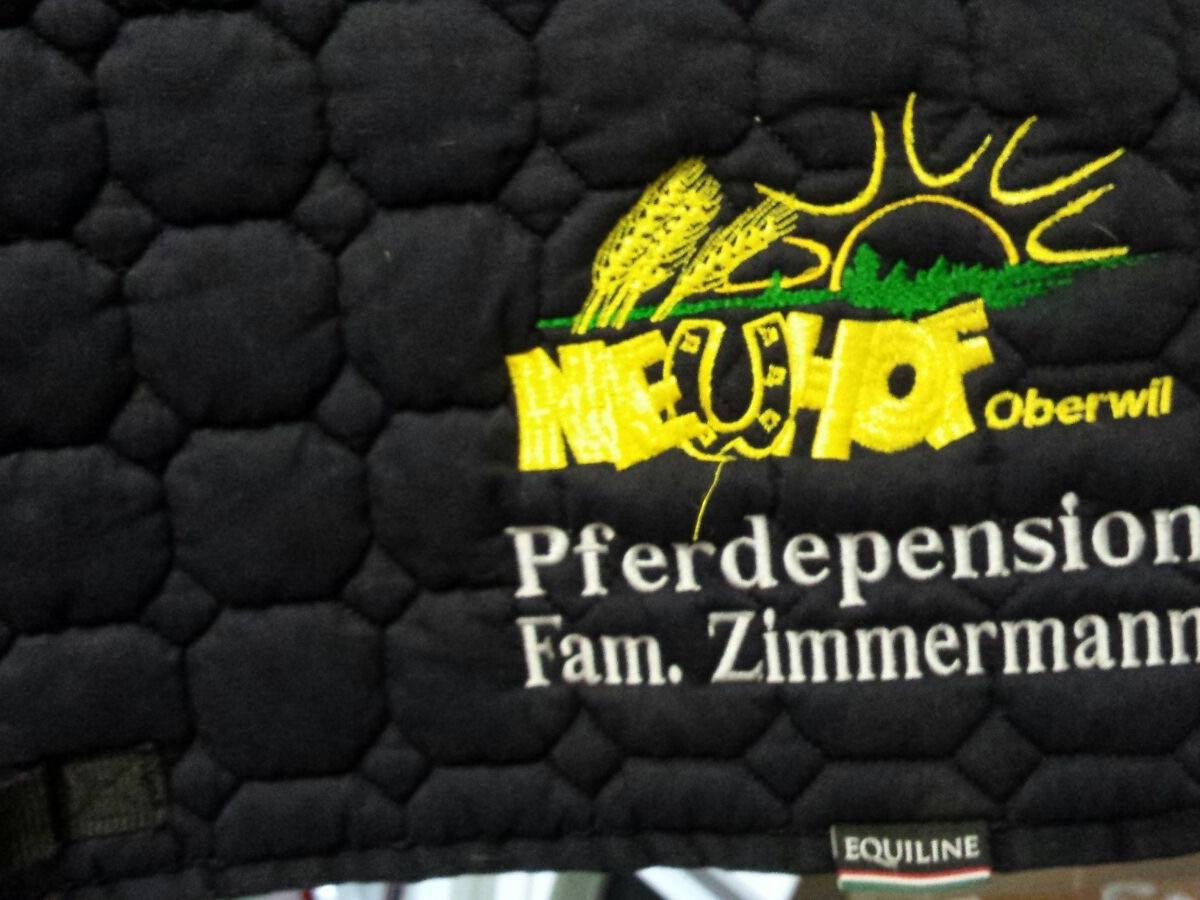 NEUHOF Oberwil
Pferdepension
Fam. Zimmermann
EQUILINE